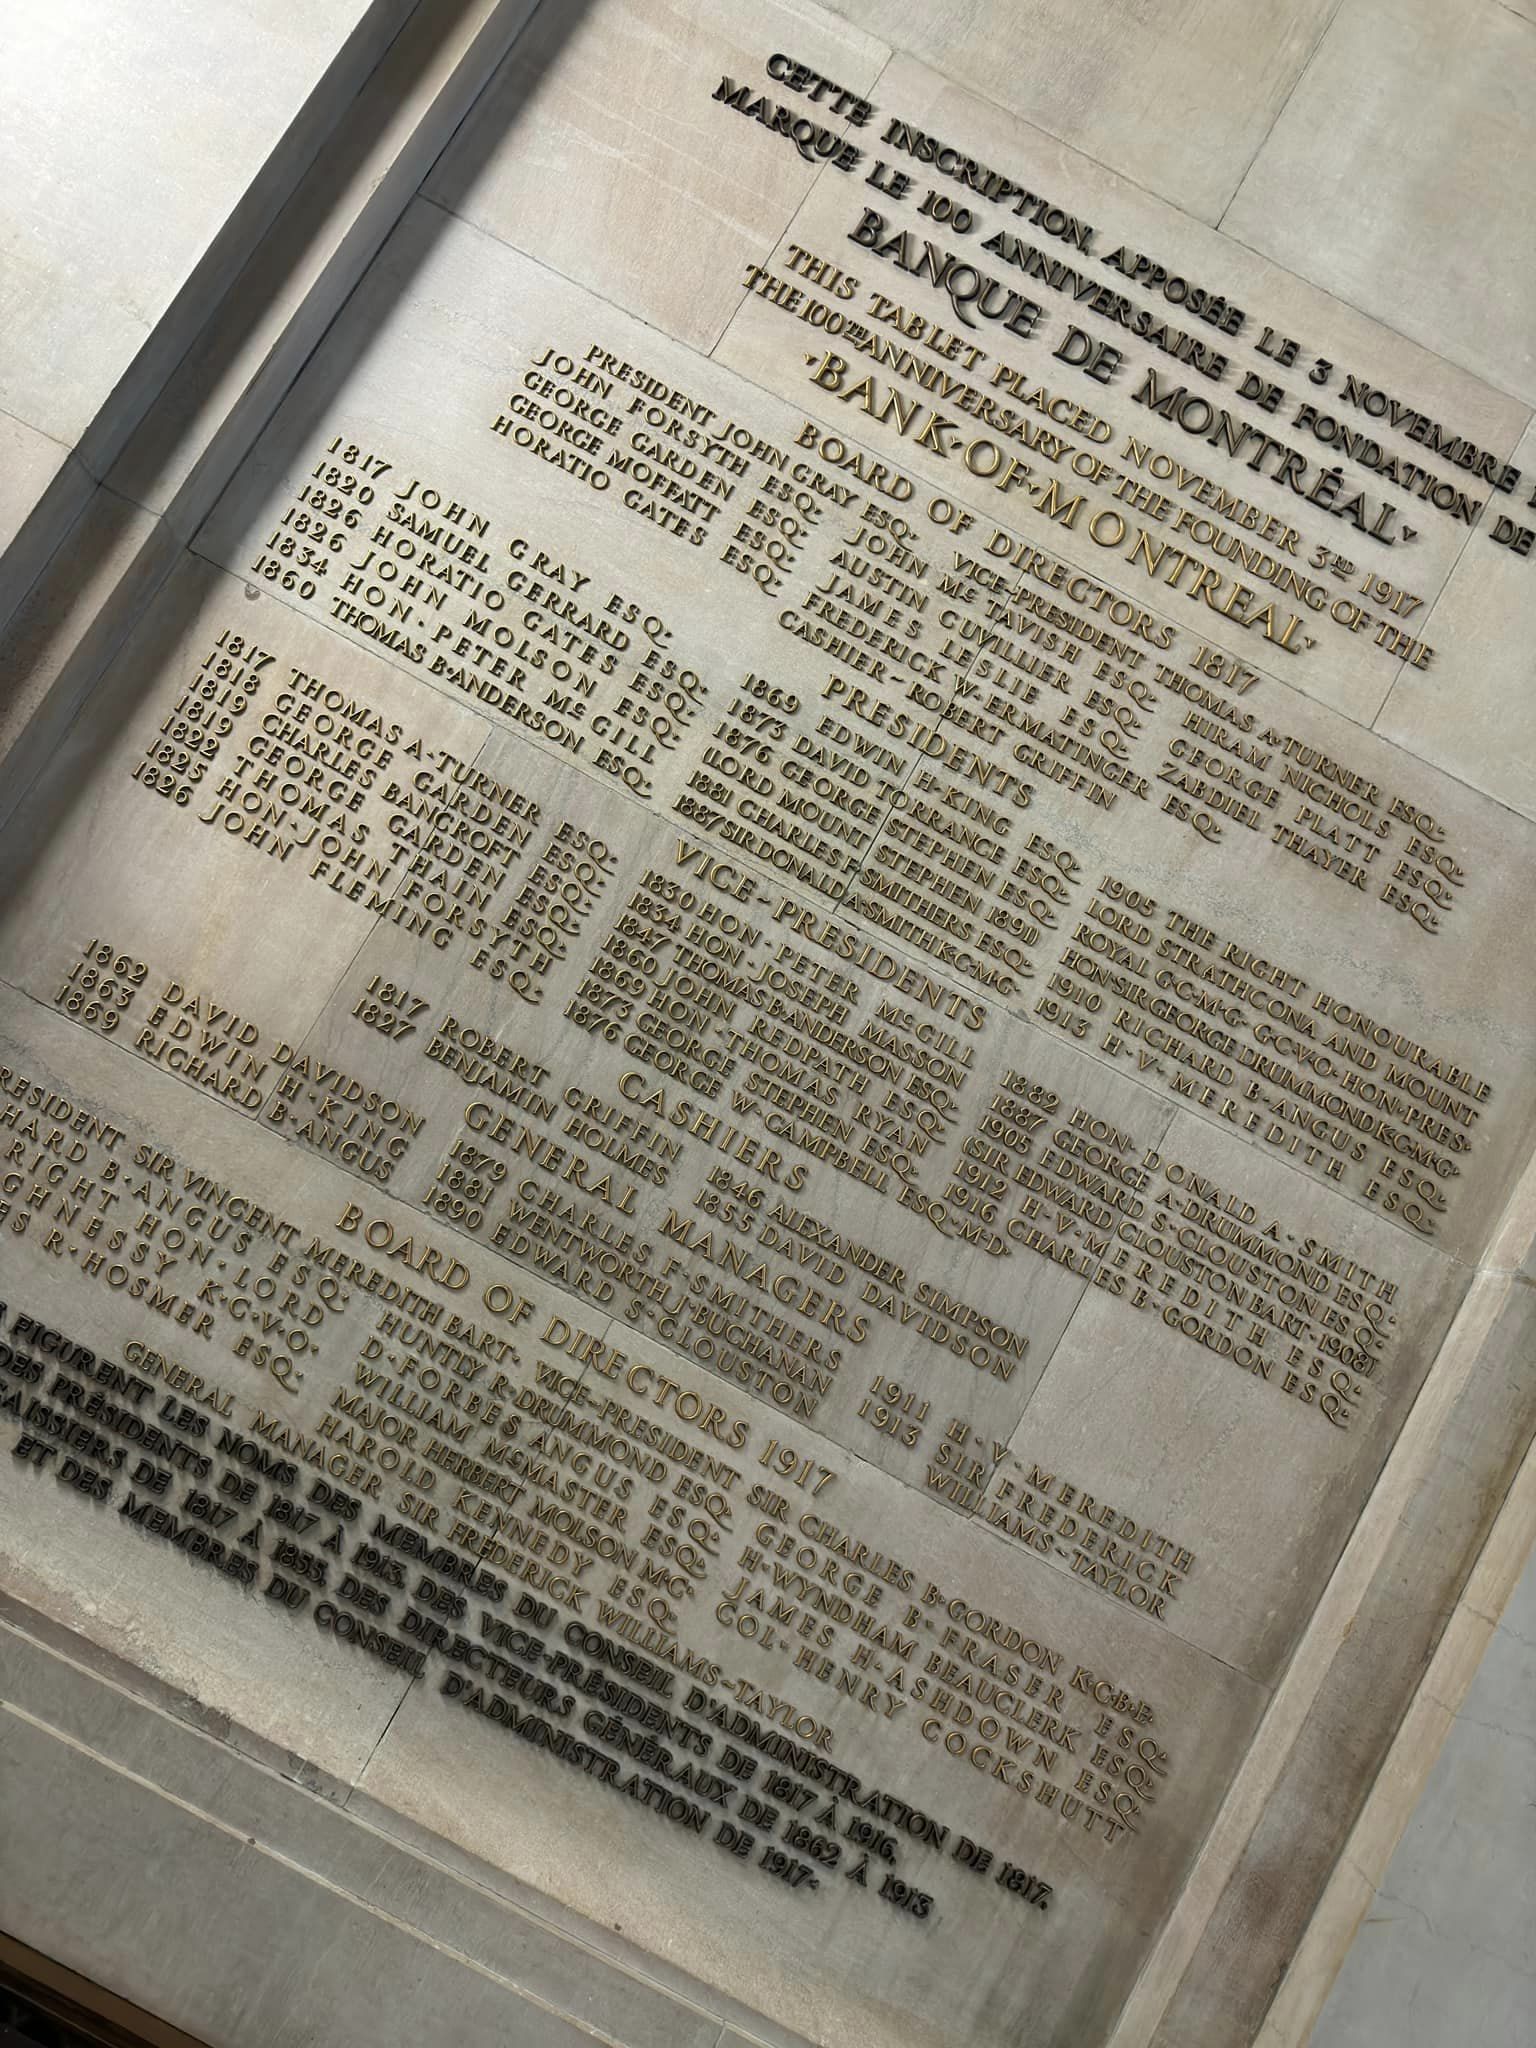 CETTE INSCRIPTION, APPOSÉE LE 3 NOVEMBRE
MARQUE LE 100 ANNIVERSAIRE DE FONDATION DE
BANQUE DE MONTRÉAL
THIS TABLET PLACED NOVEMBER 3RD 1917
THE 100TH ANNIVERSARY OF THE FOUNDING OF THE
BANK·OF·MONTREAL
BOARD OF DIRECTORS 1817
PRESIDENT JOHN GRAY ESQ. VICE-PRESIDENT THOMAS A·TURNER ESQ.
JOHN FORSYTH ESQ. JOHN McTAVISH ESQ. HIRAM NICHOLS ESQ.
GEORGE GARDEN ESQ. AUSTIN CUVILLIER ESQ. GEORGE PLATT ESQ.
GEORGE MOFFATT ESQ. JAMES LESLIE ESQ. ZABDIEL THAYER ESQ.
HORATIO GATES ESQ. FREDERICK W·ERMATINGER ESQ.
CASHIER-ROBERT GRIFFIN
PRESIDENTS
1817 JOHN GRAY ESQ.
1820 SAMUEL GERRARD ESQ.
1826 HORATIO GATES ESQ.
1826 JOHN MOLSON ESQ.
1834 HON·PETER McGILL
1860 THOMAS B·ANDERSON ESQ.
1869 EDWIN H·KING ESQ.
1873 DAVID TORRANCE ESQ.
1876 GEORGE STEPHEN ESQ.
(LORD MOUNT STEPHEN 1891)
1881 CHARLES F·SMITHERS ESQ.
1887 SIR DONALD A·SMITH K·C·M·G·
1905 THE RIGHT HONOURABLE
LORD STRATHCONA AND MOUNT
ROYAL G·C·M·G· G·C·V·O· HON·PRES·
HON·SIR GEORGE DRUMMOND K·C·M·G·
1910 RICHARD B·ANGUS ESQ.
1913 H·V·MEREDITH ESQ.
VICE-PRESIDENTS
1817 THOMAS A·TURNER ESQ.
1818 GEORGE GARDEN ESQ.
1819 CHARLES BANCROFT ESQ.
1819 GEORGE GARDEN ESQ.
1822 THOMAS THAIN ESQ.
1825 HON·JOHN FORSYTH
1826 JOHN FLEMING ESQ.
1830 HON·PETER McGILL
1834 HON·JOSEPH MASSON
1847 THOMAS B·ANDERSON ESQ.
1860 JOHN REDPATH ESQ.
1869 HON·THOMAS RYAN
1873 GEORGE STEPHEN ESQ.
1876 GEORGE W·CAMPBELL ESQ·M·D·
1882 HON·DONALD A·SMITH
1887 GEORGE A·DRUMMOND ESQ.
1905 EDWARD S·CLOUSTON ESQ.
(SIR EDWARD CLOUSTON BART·1908)
1912 H·V·MEREDITH ESQ.
1916 CHARLES B·GORDON ESQ.
CASHIERS
1817 ROBERT GRIFFIN
1827 BENJAMIN HOLMES
1846 ALEXANDER SIMPSON
1855 DAVID DAVIDSON
GENERAL MANAGERS
1862 DAVID DAVIDSON
1863 EDWIN H·KING
1869 RICHARD B·ANGUS
1879 CHARLES F·SMITHERS
1881 WENTWORTH J·BUCHANAN
1890 EDWARD S·CLOUSTON
1911 H·V·MEREDITH
1913 SIR FREDERICK
WILLIAMS-TAYLOR
BOARD OF DIRECTORS 1917
SIR VINCENT MEREDITH BART· VICE-PRESIDENT SIR CHARLES B·GORDON K·C·B·E·
B·ANGUS ESQ. HUNTLY R·DRUMMOND ESQ. GEORGE B·FRASER ESQ.
RIGHT HON·LORD D·FORBES ANGUS ESQ. H·WYNDHAM BEAUCLERK ESQ.
K·C·V·O· WILLIAM McMASTER ESQ. JAMES H·ASHDOWN ESQ.
R·HOSMER ESQ. MAJOR HERBERT MOLSON M·C· COL·HENRY COCKSHUTT
HAROLD KENNEDY ESQ.
GENERAL MANAGER SIR FREDERICK WILLIAMS-TAYLOR
FIGURENT LES NOMS DES MEMBRES DU CONSEIL D'ADMINISTRATION DE 1817,
DES PRÉSIDENTS DE 1817 À 1913, DES VICE-PRÉSIDENTS DE 1817 À 1916,
DE 1817 À 1855, DES DIRECTEURS GÉNÉRAUX DE 1862 À 1913
ET DES MEMBRES DU CONSEIL D'ADMINISTRATION DE 1917